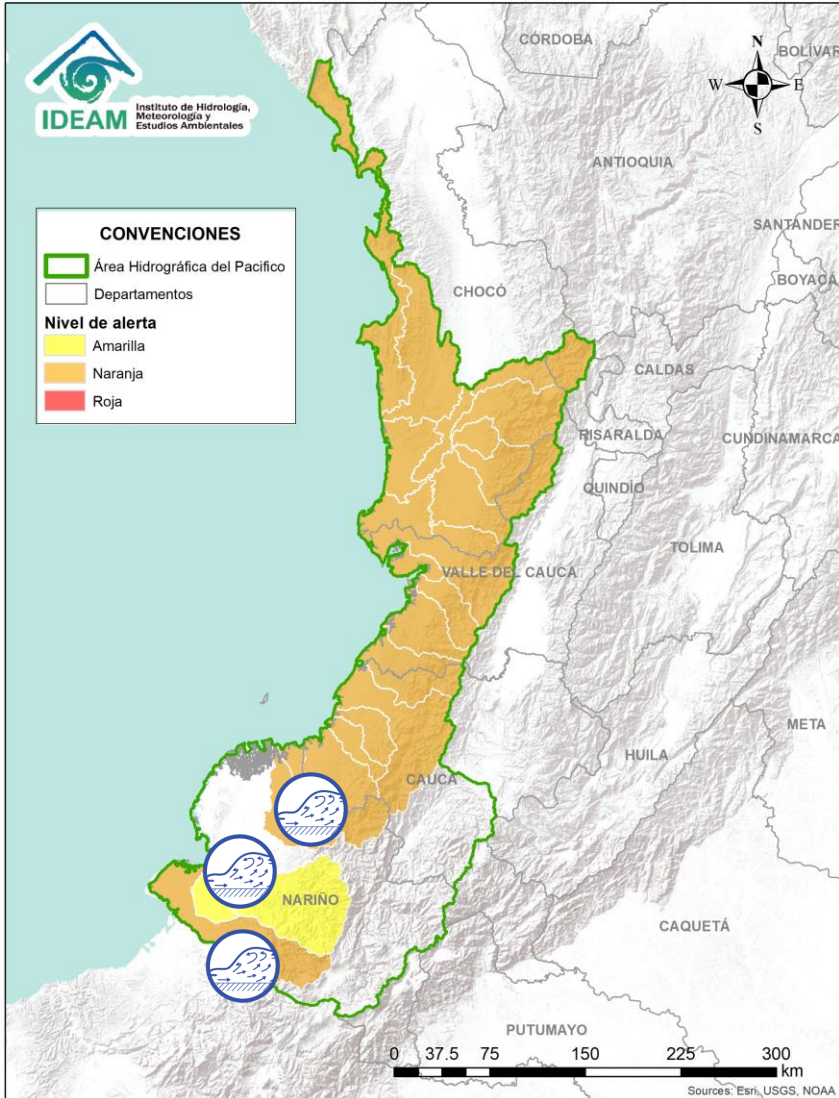 IDEAM
Instituto de Hidrología,
Meteorología y
Estudios Ambientales
N
W E
S
CONVENCIONES
Área Hidrográfica del Pacifico
Departamentos
Nivel de alerta
Amarilla
Naranja
Roja
CÓRDOBA
BOLÍVAR
ANTIOQUIA
SANTANDER
BOYACÁ
CHOCÓ
CALDAS
RISARALDA
CUNDINAMARCA
QUINDÍO
TOLIMA
VALLE DEL CAUCA
META
HUILA
CAUCA
NARIÑO
CAQUETÁ
PUTUMAYO
0 37.5 75 150 225 300
km
Sources: Esri, USGS, NOAA